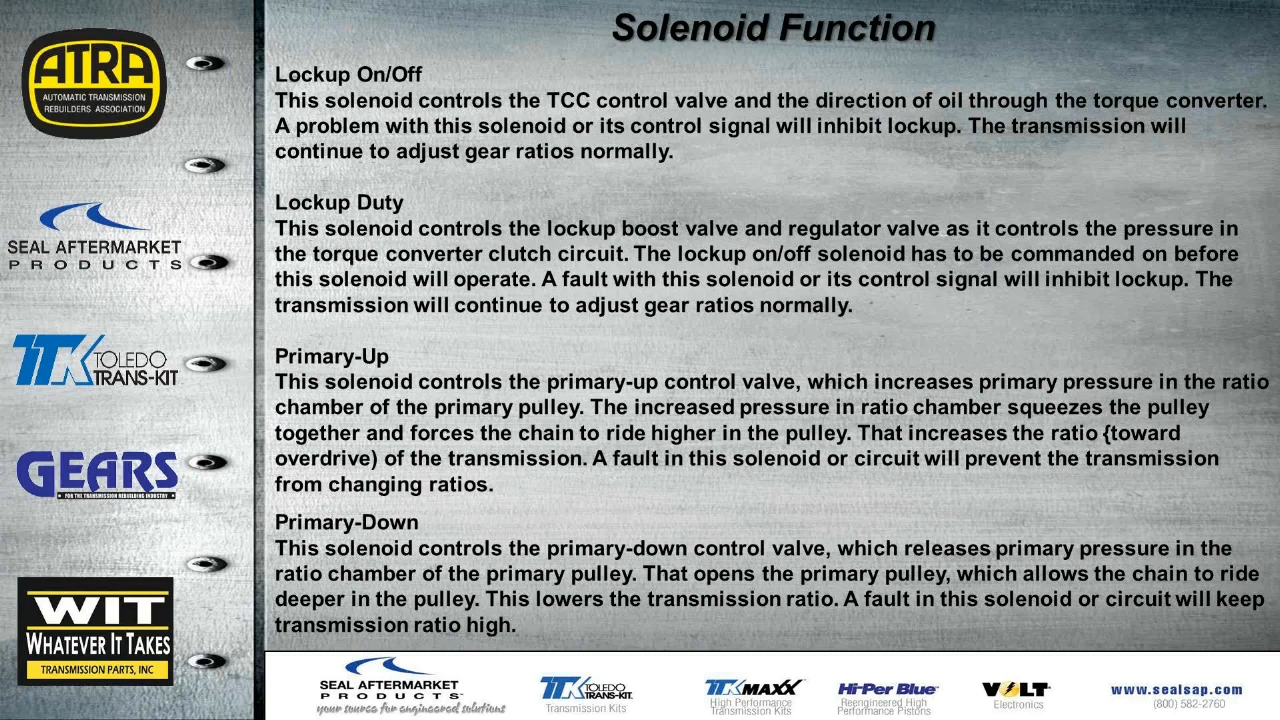 Solenoid Function
ATRA
AUTOMATIC TRANSMISSION
REBUILDERS ASSOCIATION
SEAL AFTERMARKET
PRODUCTS
TTK TOLEDO
TRANS-KIT
GEARS
FOR THE TRANSMISSION REBUILDING INDUSTRY
WIT
WHATEVER IT TAKES
TRANSMISSION PARTS, INC
Lockup On/Off
This solenoid controls the TCC control valve and the direction of oil through the torque converter.
A problem with this solenoid or its control signal will inhibit lockup. The transmission will
continue to adjust gear ratios normally.
Lockup Duty
This solenoid controls the lockup boost valve and regulator valve as it controls the pressure in
the torque converter clutch circuit. The lockup on/off solenoid has to be commanded on before
this solenoid will operate. A fault with this solenoid or its control signal will inhibit lockup. The
transmission will continue to adjust gear ratios normally.
Primary-Up
This solenoid controls the primary-up control valve, which increases primary pressure in the ratio
chamber of the primary pulley. The increased pressure in ratio chamber squeezes the pulley
together and forces the chain to ride higher in the pulley. That increases the ratio {toward
overdrive) of the transmission. A fault in this solenoid or circuit will prevent the transmission
from changing ratios.
Primary-Down
This solenoid controls the primary-down control valve, which releases primary pressure in the
ratio chamber of the primary pulley. That opens the primary pulley, which allows the chain to ride
deeper in the pulley. This lowers the transmission ratio. A fault in this solenoid or circuit will keep
transmission ratio high.
SEAL AFTERMARKET
PRODUCTS™
your source for engineered solutions
TTK TOLEDO
TRANS-KIT.
Transmission Kits
TTK MAXX
High Performance
Transmission Kits
Hi-Per Blue
Reengineered High
Performance Pistons
VOLT
Electronics
www.sealsap.com
(800) 582-2760